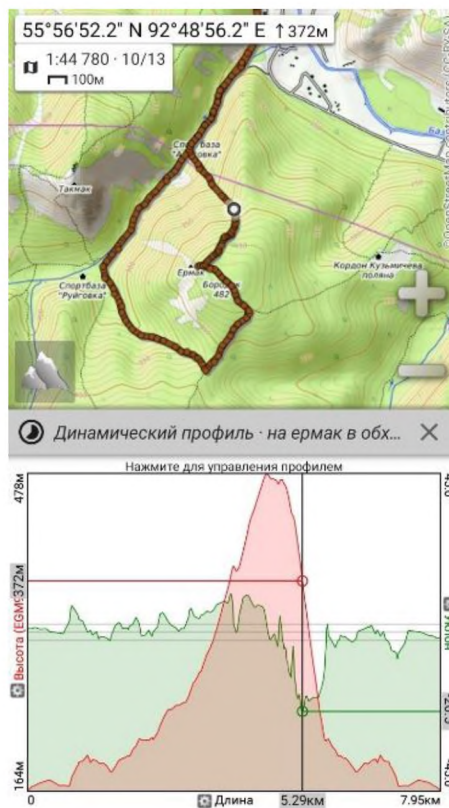 55°56'52.2" N 92°48'56.2" E ↑372м
1:44 780 · 10/13
100м
Спортбаза
Такмак
Ермак
Спортбаза
"Руйговка"
482
Кордон Кузьмичева
поляна
Динамический профиль · на ермак в обх...
Нажмите для управления профилем
478м
372м
Высота (EGM9
164м
0
Длина
5.29км
7.95км